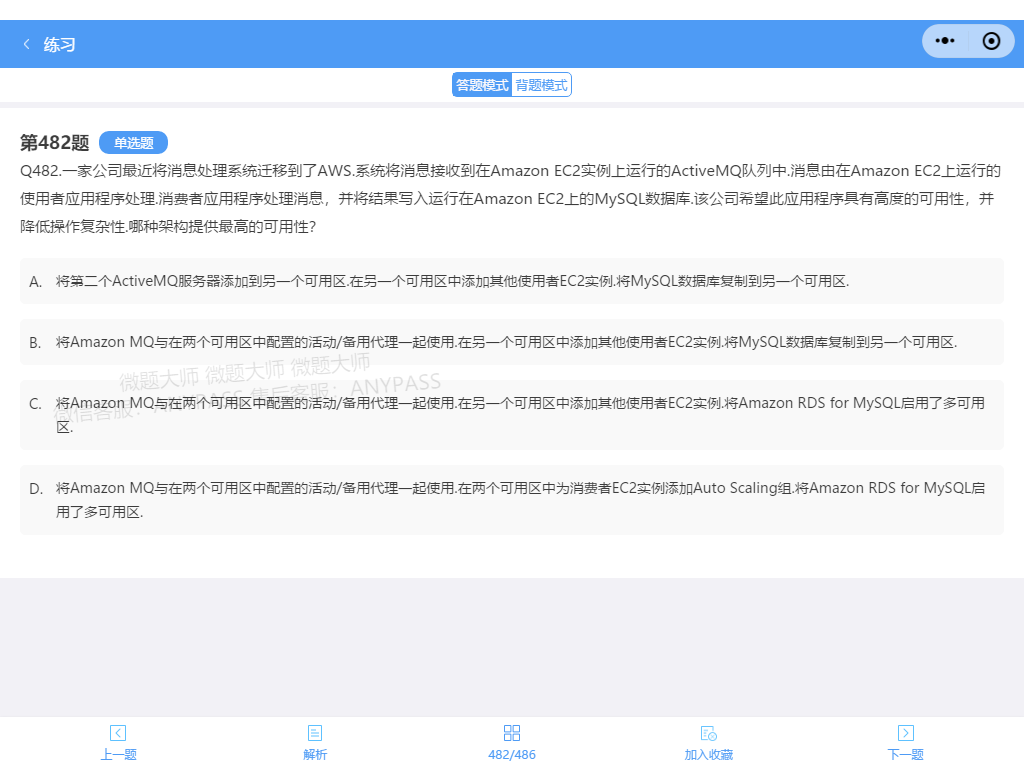 练习
答题模式 背题模式
第482题 单选题
Q482.一家公司最近将消息处理系统迁移到了AWS.系统将消息接收到在Amazon EC2实例上运行的ActiveMQ队列中.消息由在Amazon EC2上运行的
使用者应用程序处理.消费者应用程序处理消息，并将结果写入运行在Amazon EC2上的MySQL数据库.该公司希望此应用程序具有高度的可用性，并
降低操作复杂性.哪种架构提供最高的可用性?
A. 将第二个ActiveMQ服务器添加到另一个可用区.在另一个可用区中添加其他使用者EC2实例.将MySQL数据库复制到另一个可用区.
B. 将Amazon MQ与在两个可用区中配置的活动/备用代理一起使用.在另一个可用区中添加其他使用者EC2实例.将MySQL数据库复制到另一个可用区.
微题大师 微题大师 微题大师
微信客服：ANYPASS 售后客服：ANYPASS
C. 将Amazon MQ与在两个可用区中配置的活动/备用代理一起使用.在另一个可用区中添加其他使用者EC2实例.将Amazon RDS for MySQL启用了多可用
区.
D. 将Amazon MQ与在两个可用区中配置的活动/备用代理一起使用.在两个可用区中为消费者EC2实例添加Auto Scaling组.将Amazon RDS for MySQL启
用了多可用区.
上一题 解析 482/486 加入收藏 下一题